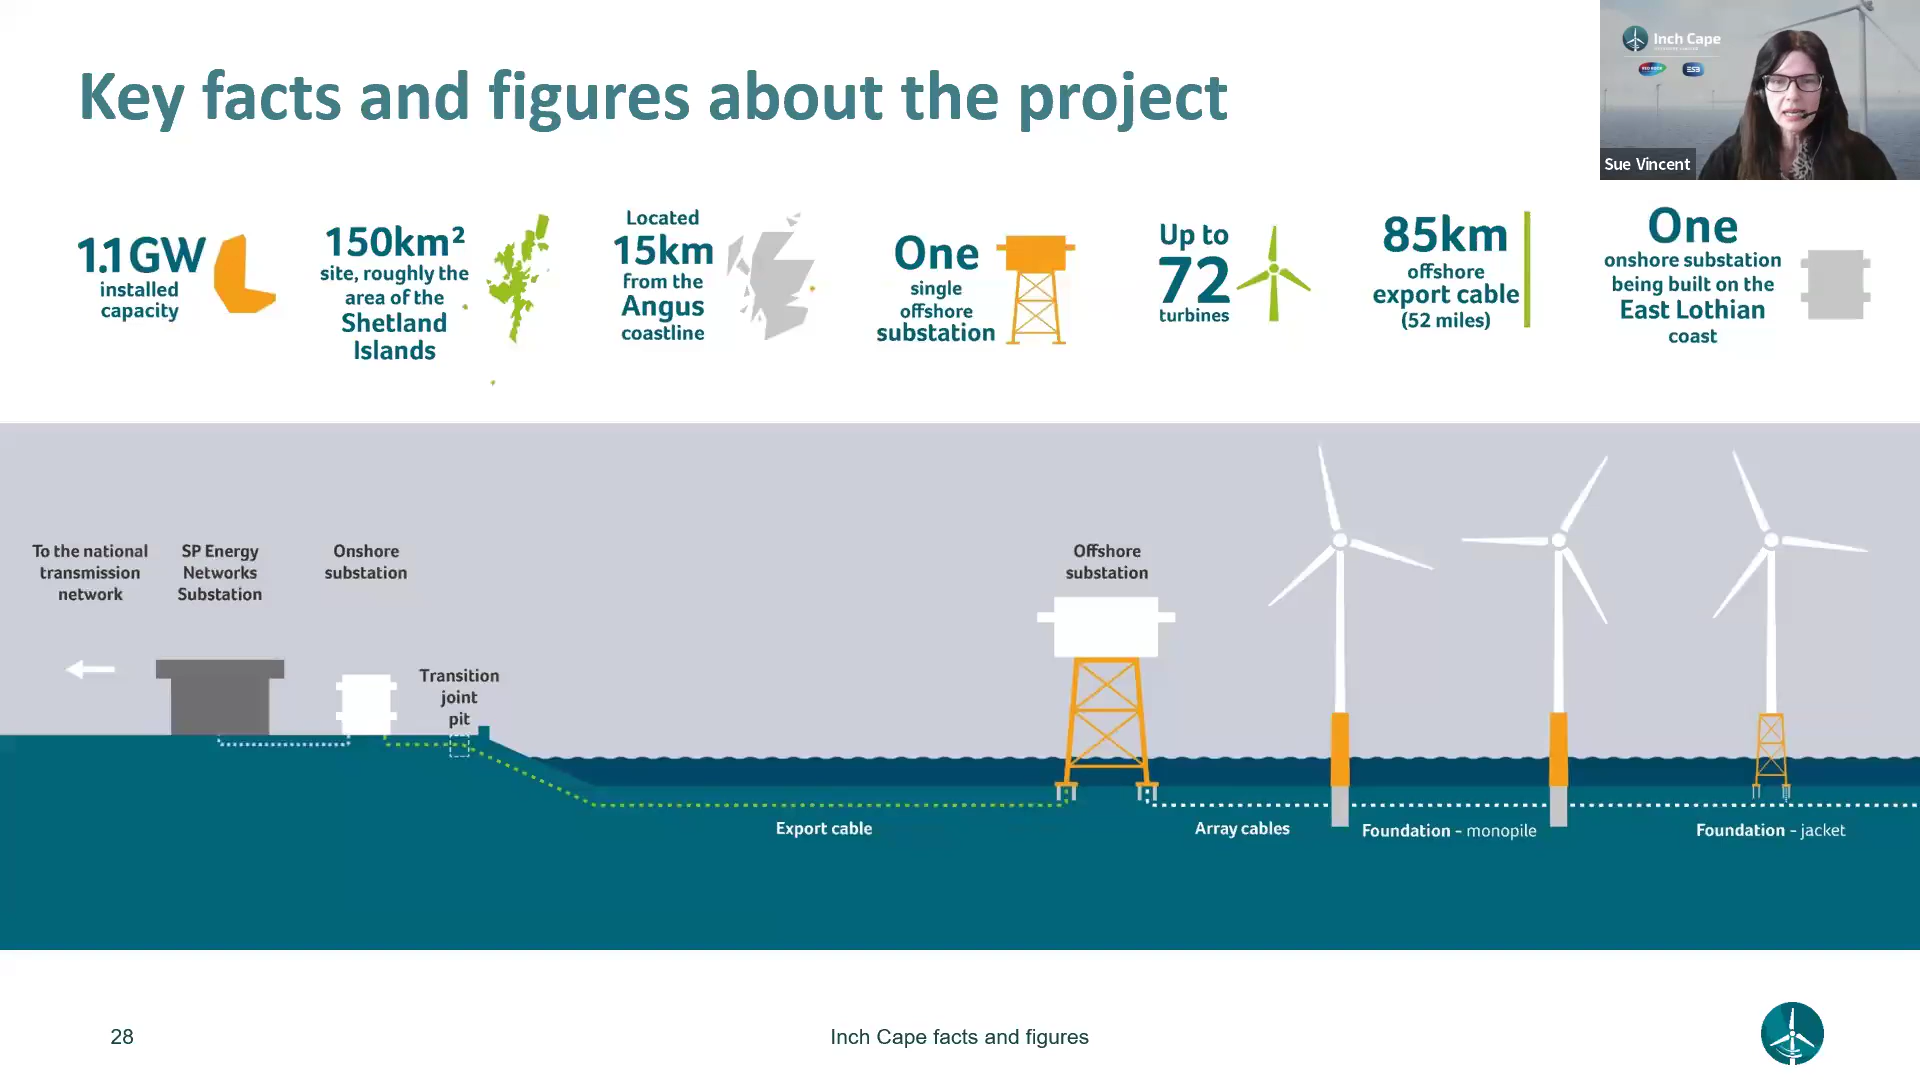 Key facts and figures about the project
Inch Cape
ESB
Sue Vincent
1.1GW
installed
capacity
150km²
site, roughly the
area of the
Shetland
Islands
Located
15km
from the
Angus
coastline
One
single
offshore
substation
Up to
72
turbines
85km
offshore
export cable
(52 miles)
One
onshore substation
being built on the
East Lothian
coast
To the national
transmission
network
SP Energy
Networks
Substation
Onshore
substation
Transition
joint
pit
Offshore
substation
Export cable
Array cables
Foundation - monopile
Foundation - jacket
28
Inch Cape facts and figures